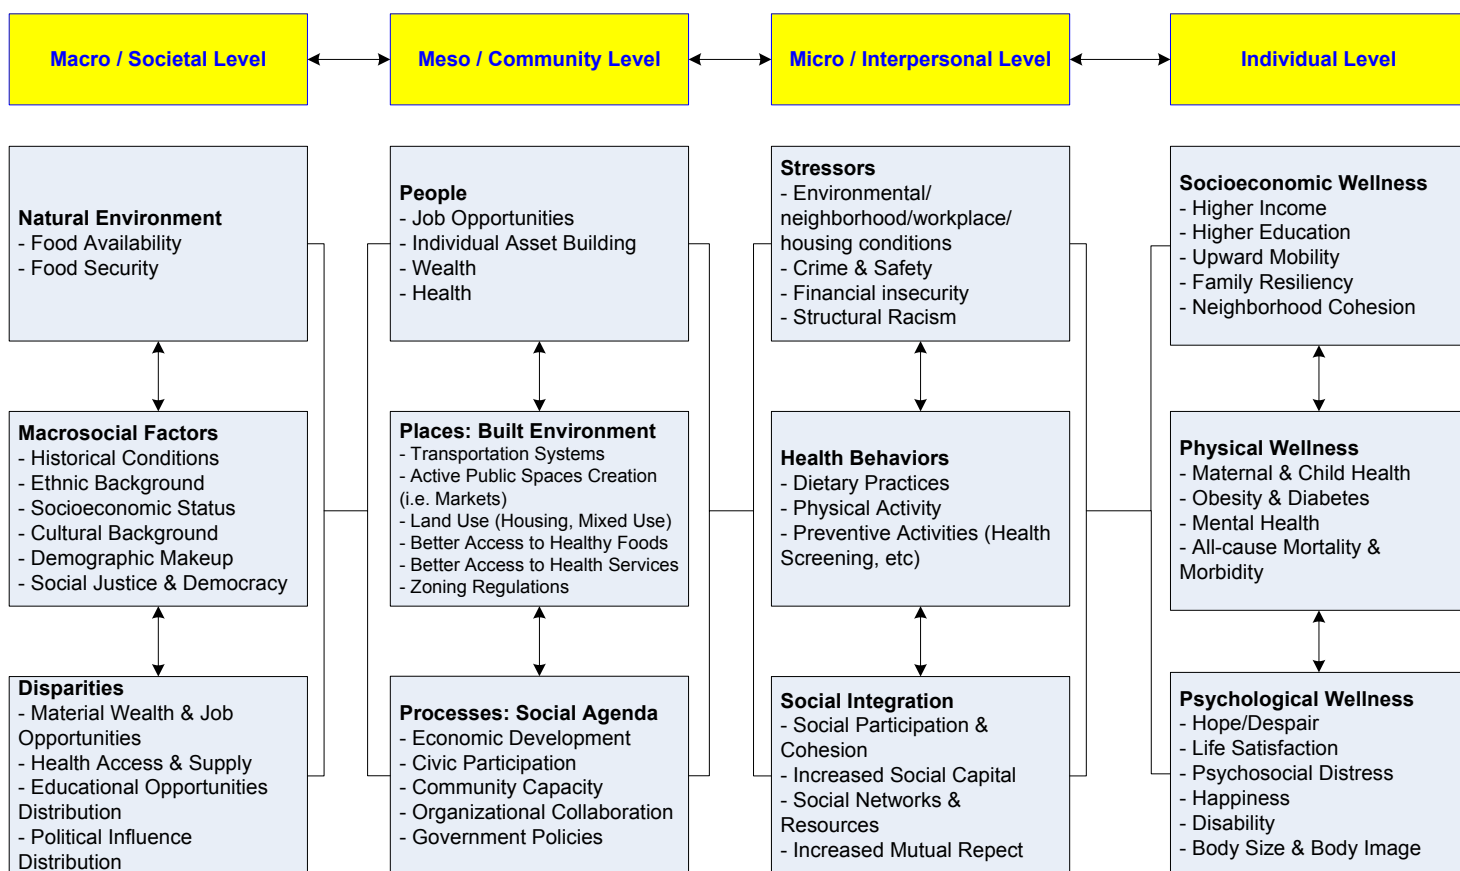 Macro / Societal Level
Meso / Community Level
Micro / Interpersonal Level
Individual Level
Natural Environment
- Food Availability
- Food Security
People
- Job Opportunities
- Individual Asset Building
- Wealth
- Health
Stressors
- Environmental/
neighborhood/workplace/
housing conditions
- Crime & Safety
- Financial insecurity
- Structural Racism
Socioeconomic Wellness
- Higher Income
- Higher Education
- Upward Mobility
- Family Resiliency
- Neighborhood Cohesion
Macrosocial Factors
- Historical Conditions
- Ethnic Background
- Socioeconomic Status
- Cultural Background
- Demographic Makeup
- Social Justice & Democracy
Places: Built Environment
- Transportation Systems
- Active Public Spaces Creation
(i.e. Markets)
- Land Use (Housing, Mixed Use)
- Better Access to Healthy Foods
- Better Access to Health Services
- Zoning Regulations
Health Behaviors
- Dietary Practices
- Physical Activity
- Preventive Activities (Health
Screening, etc)
Physical Wellness
- Maternal & Child Health
- Obesity & Diabetes
- Mental Health
- All-cause Mortality &
Morbidity
Disparities
- Material Wealth & Job
Opportunities
- Health Access & Supply
- Educational Opportunities
Distribution
- Political Influence
Distribution
Processes: Social Agenda
- Economic Development
- Civic Participation
- Community Capacity
- Organizational Collaboration
- Government Policies
Social Integration
- Social Participation &
Cohesion
- Increased Social Capital
- Social Networks &
Resources
- Increased Mutual Repect
Psychological Wellness
- Hope/Despair
- Life Satisfaction
- Psychosocial Distress
- Happiness
- Disability
- Body Size & Body Image